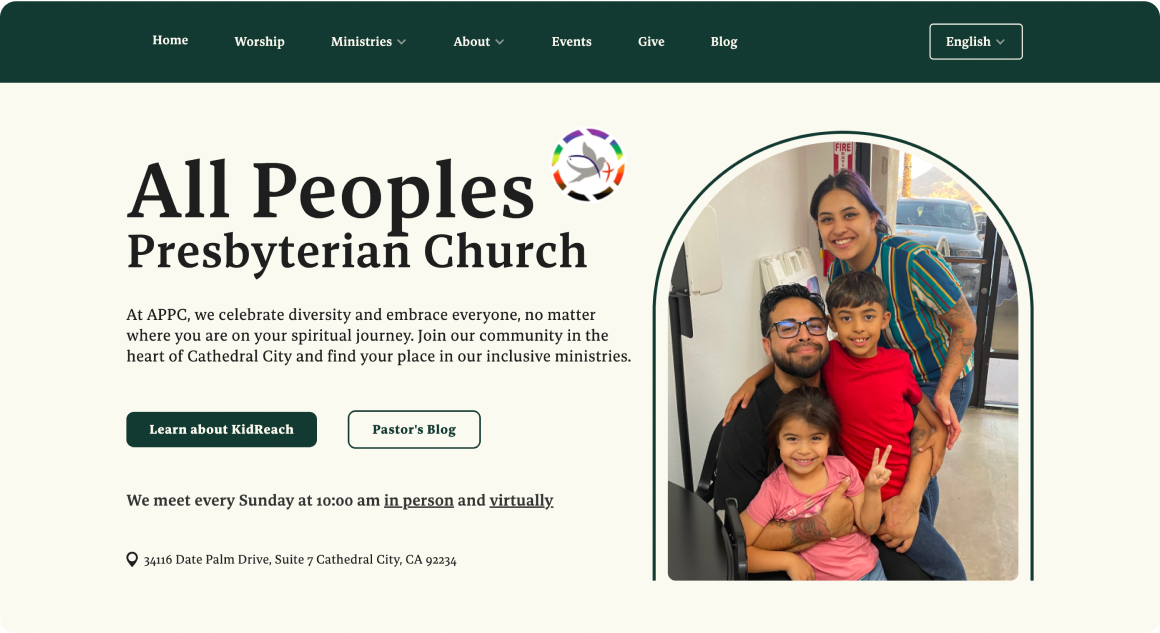 Home
Worship
Ministries
About
Events
Give
Blog
English
All Peoples
Presbyterian Church
At APPC, we celebrate diversity and embrace everyone, no matter
where you are on your spiritual journey. Join our community in the
heart of Cathedral City and find your place in our inclusive ministries.
Learn about KidReach
Pastor's Blog
We meet every Sunday at 10:00 am in person and virtually
34116 Date Palm Drive, Suite 7 Cathedral City, CA 92234
FIRE